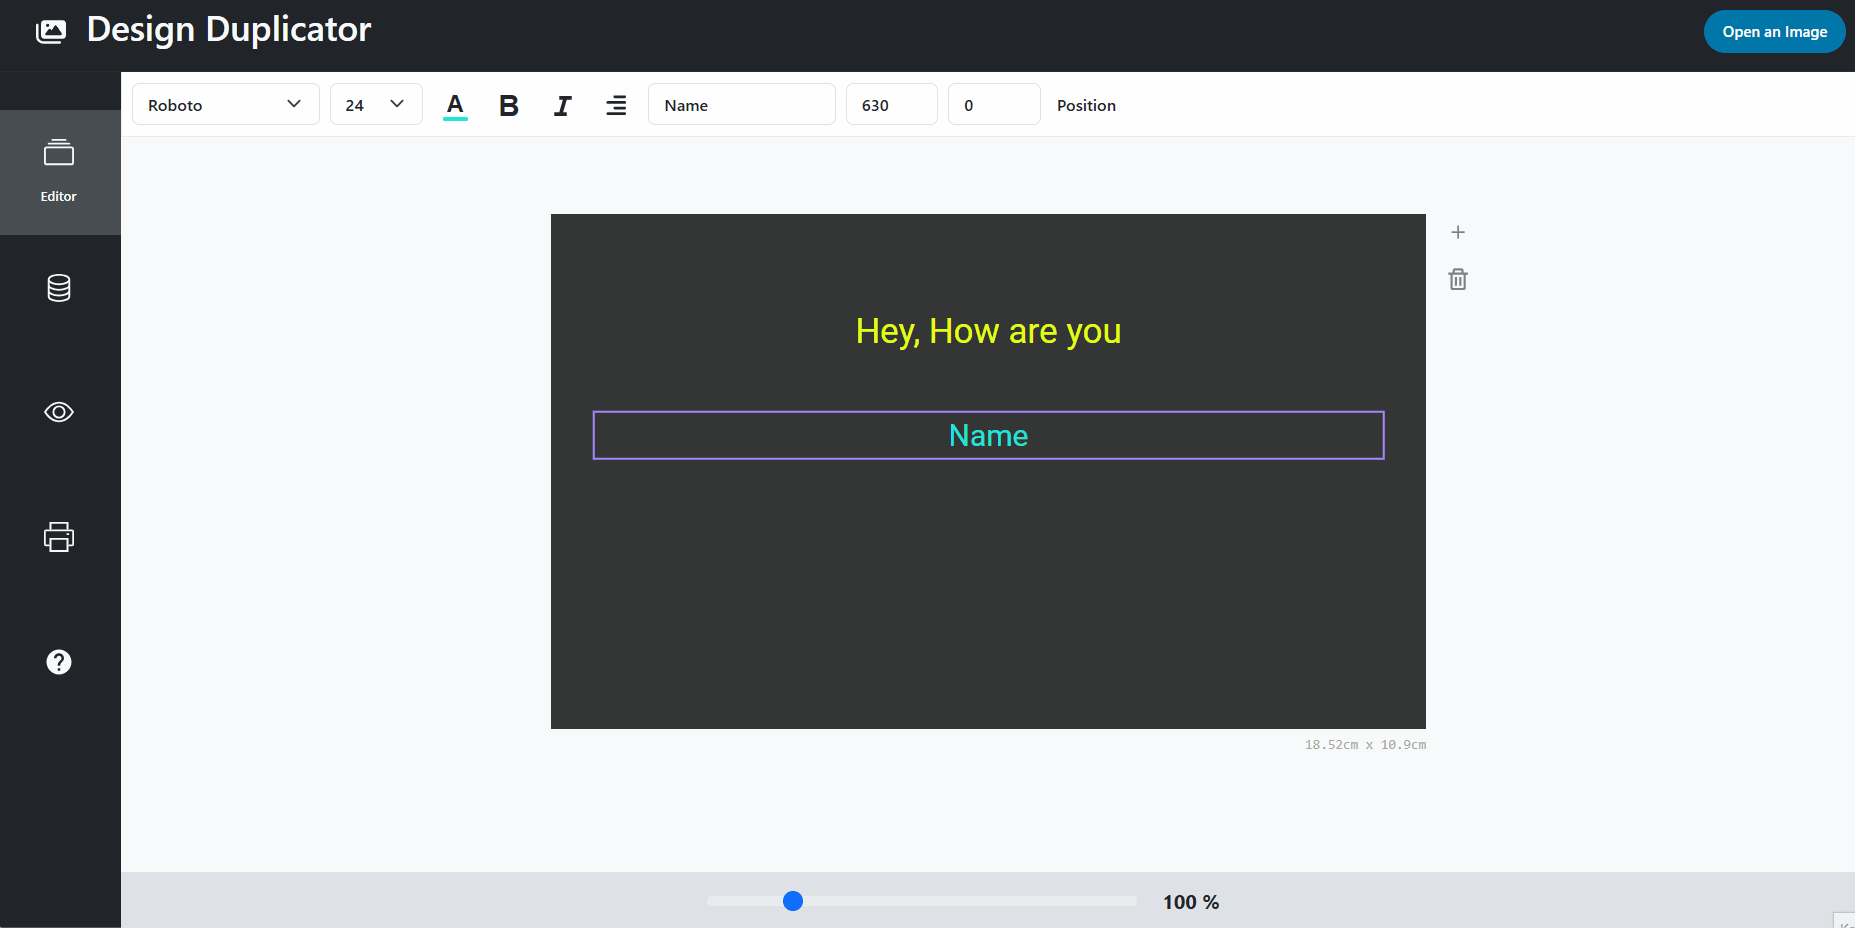 Design Duplicator
Open an Image
Roboto
24
A
B
I
Name
630
0
Position
Editor
Hey, How are you
Name
18.52cm x 10.9cm
100 %